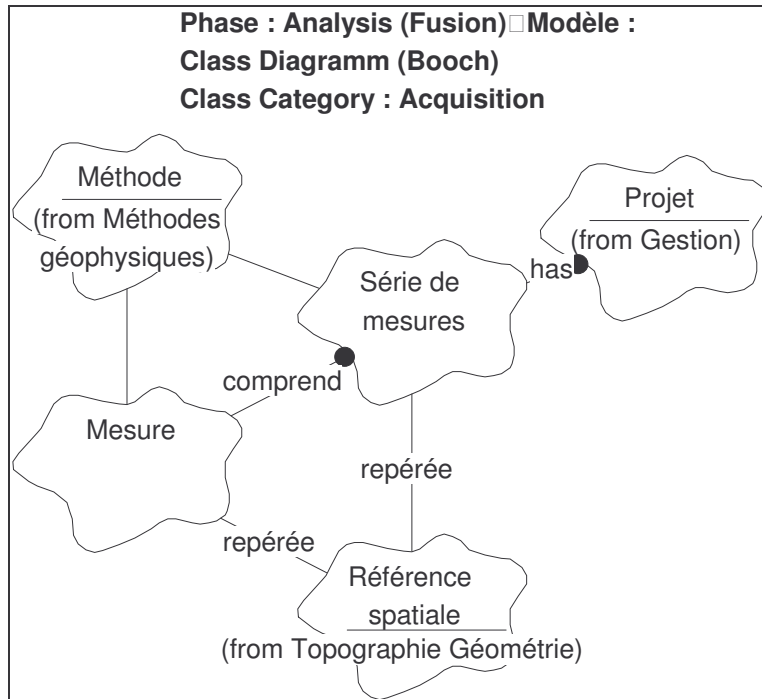 Phase : Analysis (Fusion)□Modèle :
Class Diagramm (Booch)
Class Category : Acquisition
Méthode
(from Méthodes
géophysiques)
Projet
(from Gestion)
has
Série de
mesures
comprend
Mesure
repérée
repérée
Référence
spatiale
(from Topographie Géométrie)